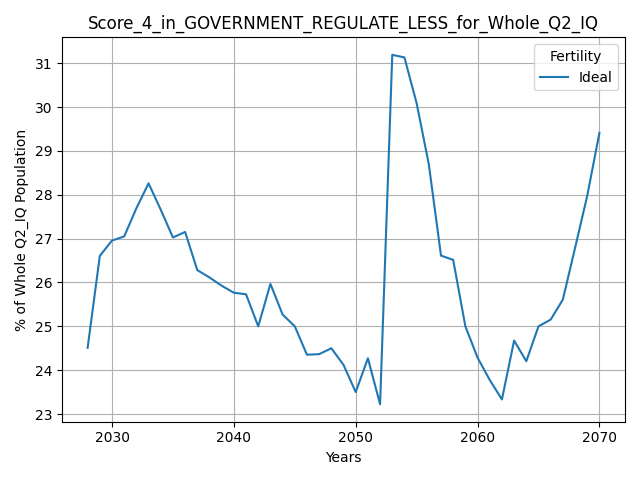 Score_4_in_GOVERNMENT_REGULATE_LESS_for_Whole_Q2_IQ
Fertility
Ideal
% of Whole Q2_IQ Population
31
30
29
28
27
26
25
24
23
2030
2040
2050
2060
2070
Years